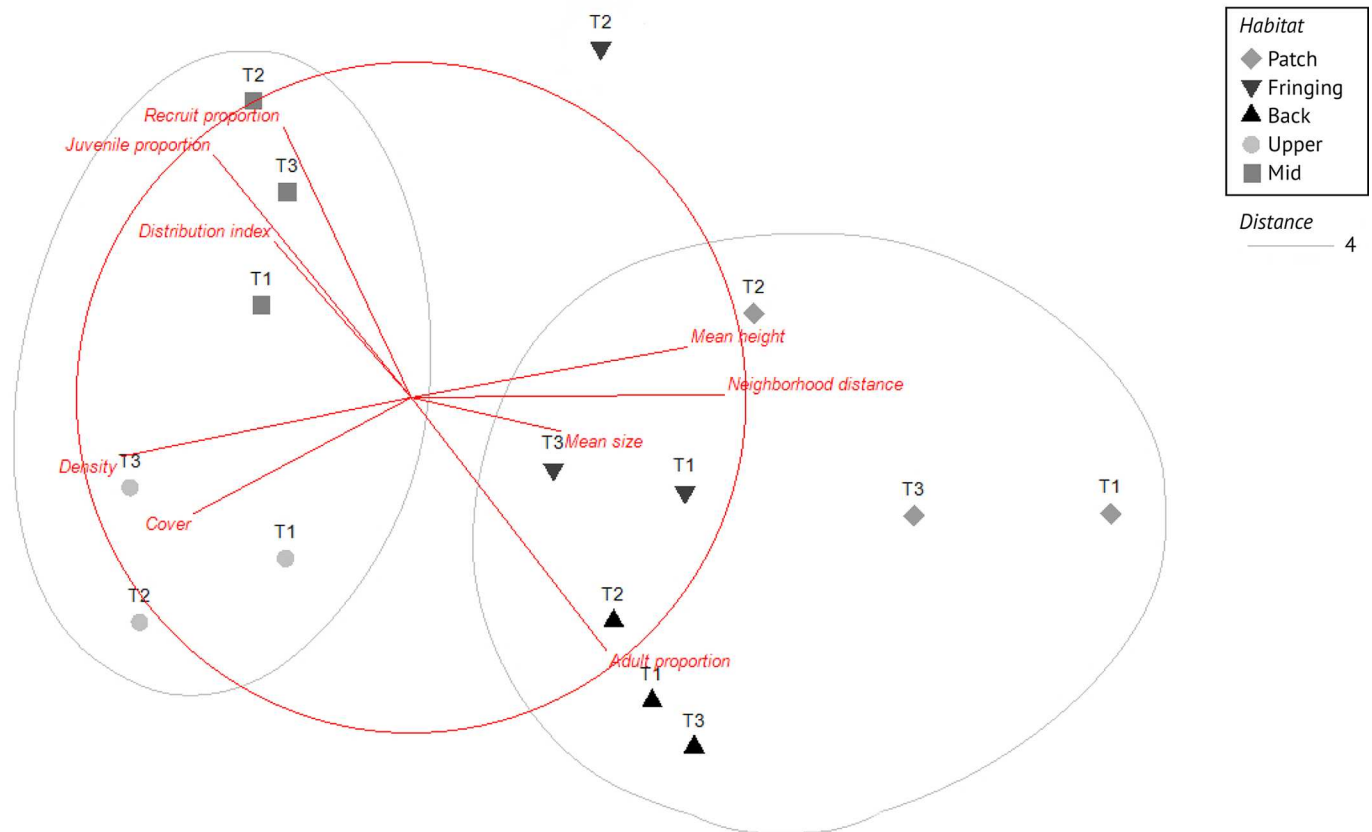 T2
Habitat
Patch
Fringing
Back
Upper
Mid
Distance
4
T2
Recruit proportion
Juvenile proportion
T3
Distribution index
T1
T2
Mean height
Neighborhood distance
T3
Mean size
T1
Density
T3
Cover
T1
T2
T3
T1
T2
Adult proportion
T1
T3